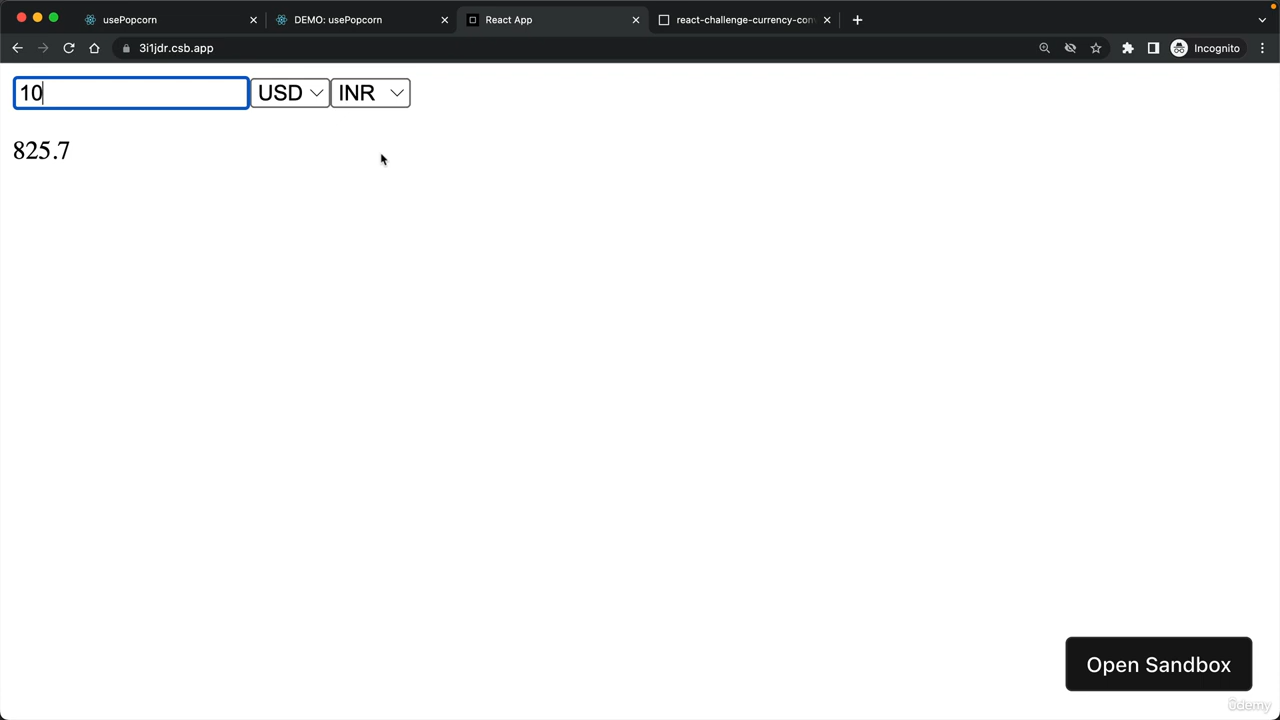 usePopcorn
DEMO: usePopcorn
React App
react-challenge-currency-con
3i1jdr.csb.app
Incognito
10
USD
INR
825.7
Open Sandbox
ûdemy